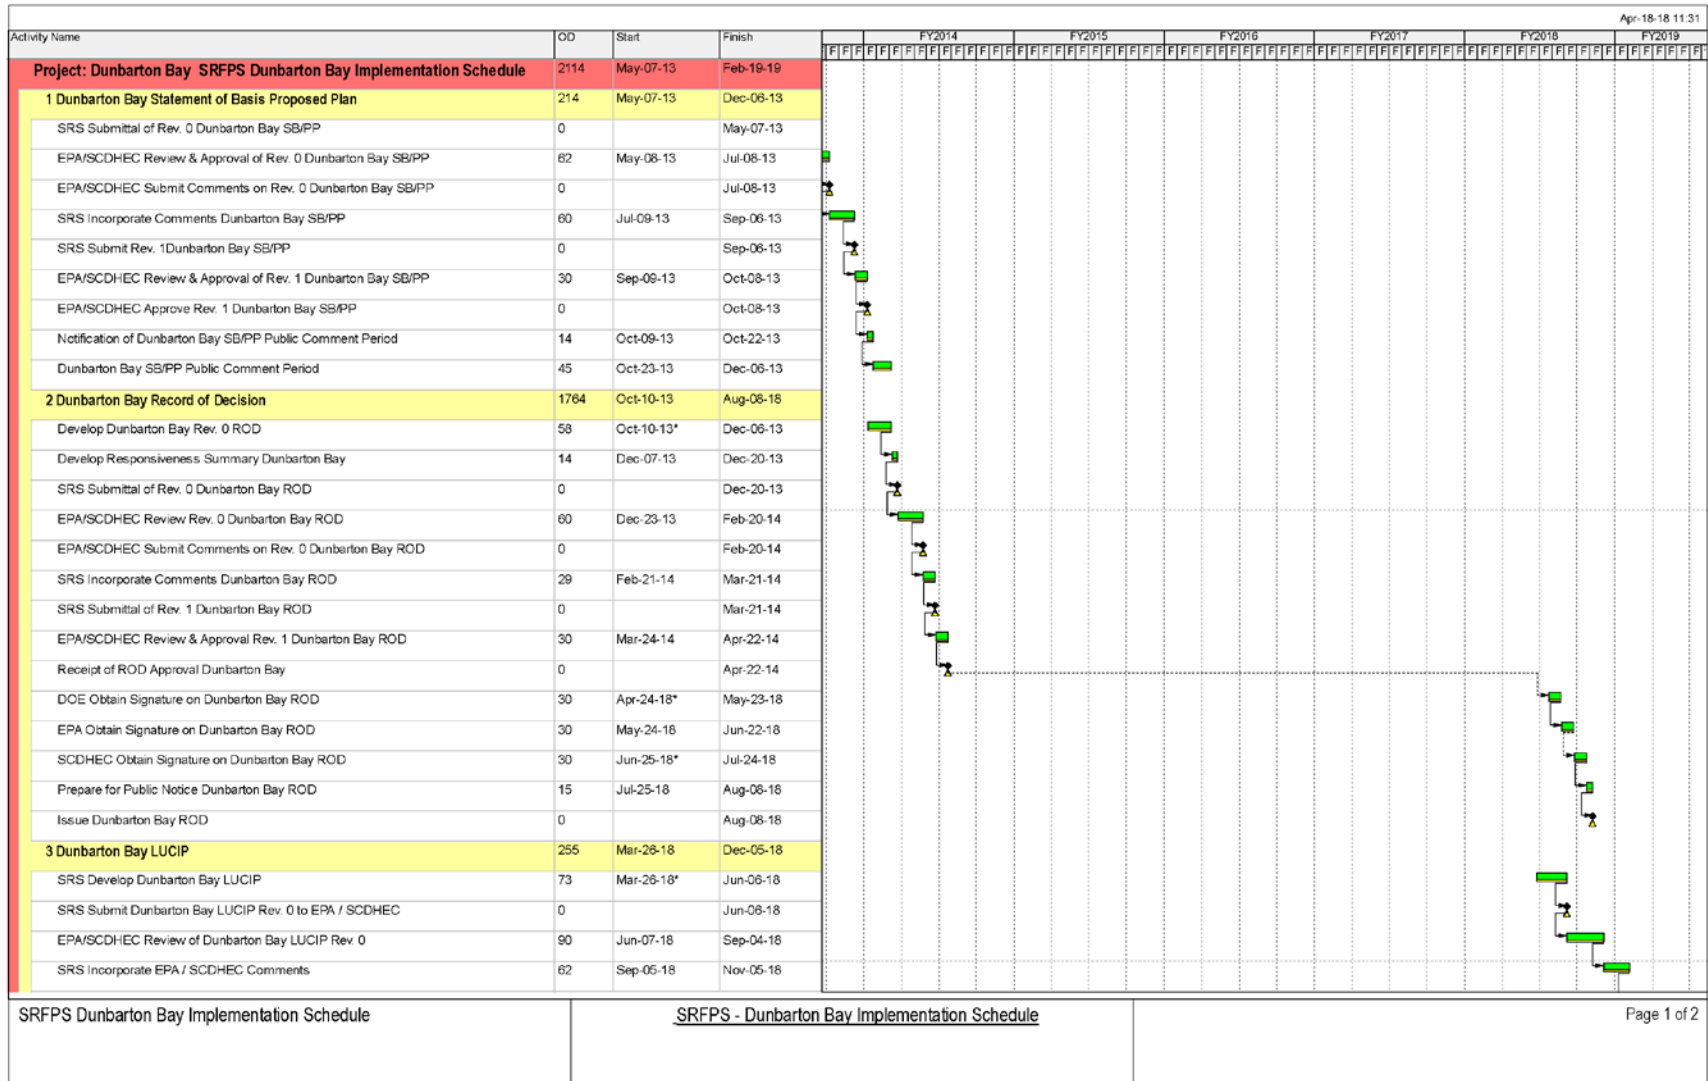 Apr-18-18 11:31
Activity Name OD Start Finish FY2014 FY2015 FY2016 FY2017 FY2018 FY2019
F F F F F F F F F F F F F F F F F F F F F F F F F F F F F F F F F F F F F F F F F F F F F F F F F F F F F F F F F F F
Project: Dunbarton Bay SRFPS Dunbarton Bay Implementation Schedule 2114 May-07-13 Feb-19-19
1 Dunbarton Bay Statement of Basis Proposed Plan 214 May-07-13 Dec-06-13
SRS Submittal of Rev. 0 Dunbarton Bay SB/PP 0 May-07-13
EPA/SCDHEC Review & Approval of Rev. 0 Dunbarton Bay SB/PP 62 May-08-13 Jul-08-13
EPA/SCDHEC Submit Comments on Rev. 0 Dunbarton Bay SB/PP 0 Jul-08-13
SRS Incorporate Comments Dunbarton Bay SB/PP 60 Jul-09-13 Sep-06-13
SRS Submit Rev. 1Dunbarton Bay SB/PP 0 Sep-06-13
EPA/SCDHEC Review & Approval of Rev. 1 Dunbarton Bay SB/PP 30 Sep-09-13 Oct-08-13
EPA/SCDHEC Approve Rev. 1 Dunbarton Bay SB/PP 0 Oct-08-13
Notification of Dunbarton Bay SB/PP Public Comment Period 14 Oct-09-13 Oct-22-13
Dunbarton Bay SB/PP Public Comment Period 45 Oct-23-13 Dec-06-13
2 Dunbarton Bay Record of Decision 1764 Oct-10-13 Aug-08-18
Develop Dunbarton Bay Rev. 0 ROD 58 Oct-10-13* Dec-06-13
Develop Responsiveness Summary Dunbarton Bay 14 Dec-07-13 Dec-20-13
SRS Submittal of Rev. 0 Dunbarton Bay ROD 0 Dec-20-13
EPA/SCDHEC Review Rev. 0 Dunbarton Bay ROD 60 Dec-23-13 Feb-20-14
EPA/SCDHEC Submit Comments on Rev. 0 Dunbarton Bay ROD 0 Feb-20-14
SRS Incorporate Comments Dunbarton Bay ROD 29 Feb-21-14 Mar-21-14
SRS Submittal of Rev. 1 Dunbarton Bay ROD 0 Mar-21-14
EPA/SCDHEC Review & Approval Rev. 1 Dunbarton Bay ROD 30 Mar-24-14 Apr-22-14
Receipt of ROD Approval Dunbarton Bay 0 Apr-22-14
DOE Obtain Signature on Dunbarton Bay ROD 30 Apr-24-18* May-23-18
EPA Obtain Signature on Dunbarton Bay ROD 30 May-24-18 Jun-22-18
SCDHEC Obtain Signature on Dunbarton Bay ROD 30 Jun-25-18* Jul-24-18
Prepare for Public Notice Dunbarton Bay ROD 15 Jul-25-18 Aug-08-18
Issue Dunbarton Bay ROD 0 Aug-08-18
3 Dunbarton Bay LUCIP 255 Mar-26-18 Dec-05-18
SRS Develop Dunbarton Bay LUCIP 73 Mar-26-18* Jun-06-18
SRS Submit Dunbarton Bay LUCIP Rev. 0 to EPA / SCDHEC 0 Jun-06-18
EPA/SCDHEC Review of Dunbarton Bay LUCIP Rev. 0 90 Jun-07-18 Sep-04-18
SRS Incorporate EPA / SCDHEC Comments 62 Sep-05-18 Nov-05-18
SRFPS Dunbarton Bay Implementation Schedule SRFPS - Dunbarton Bay Implementation Schedule Page 1 of 2